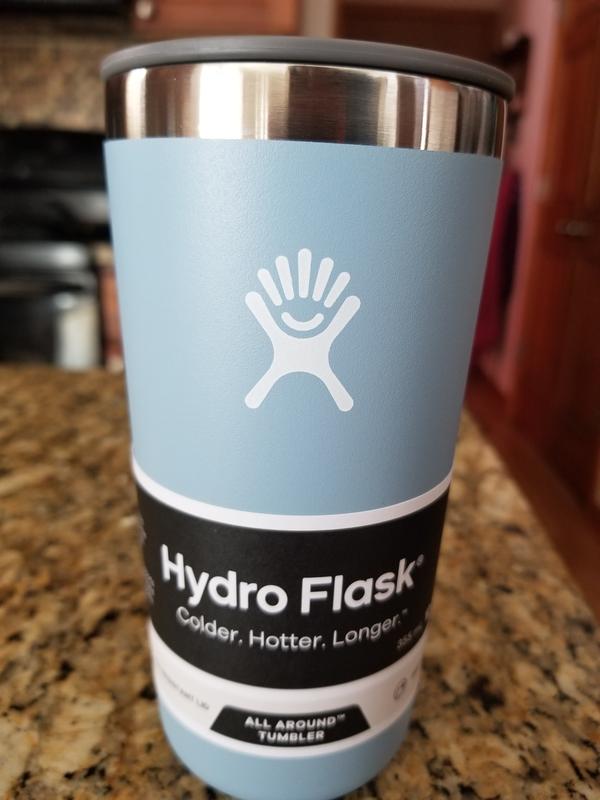 Hydro Flask®
Colder. Hotter. Longer.™
ALL AROUND™
TUMBLER